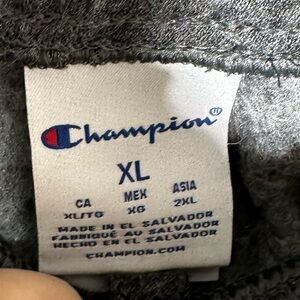 Champion®
XL
CA MEX ASIA
XL/TG XG 2XL
MADE IN EL SALVADOR
FABRIQUÉ AU SALVADOR
HECHO EN EL SALVADOR
CHAMPION.COM